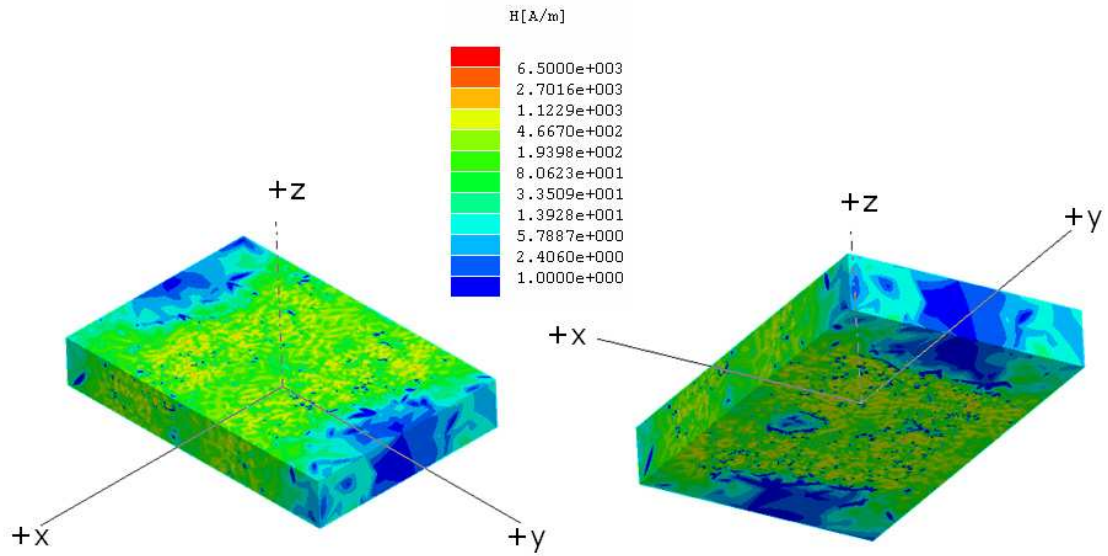 H[A/m]
6.5000e+003
2.7016e+003
1.1229e+003
4.6670e+002
1.9398e+002
8.0623e+001
3.3509e+001
1.3928e+001
5.7887e+000
2.4060e+000
1.0000e+000
+z
+x
+y
+z
+y
+x